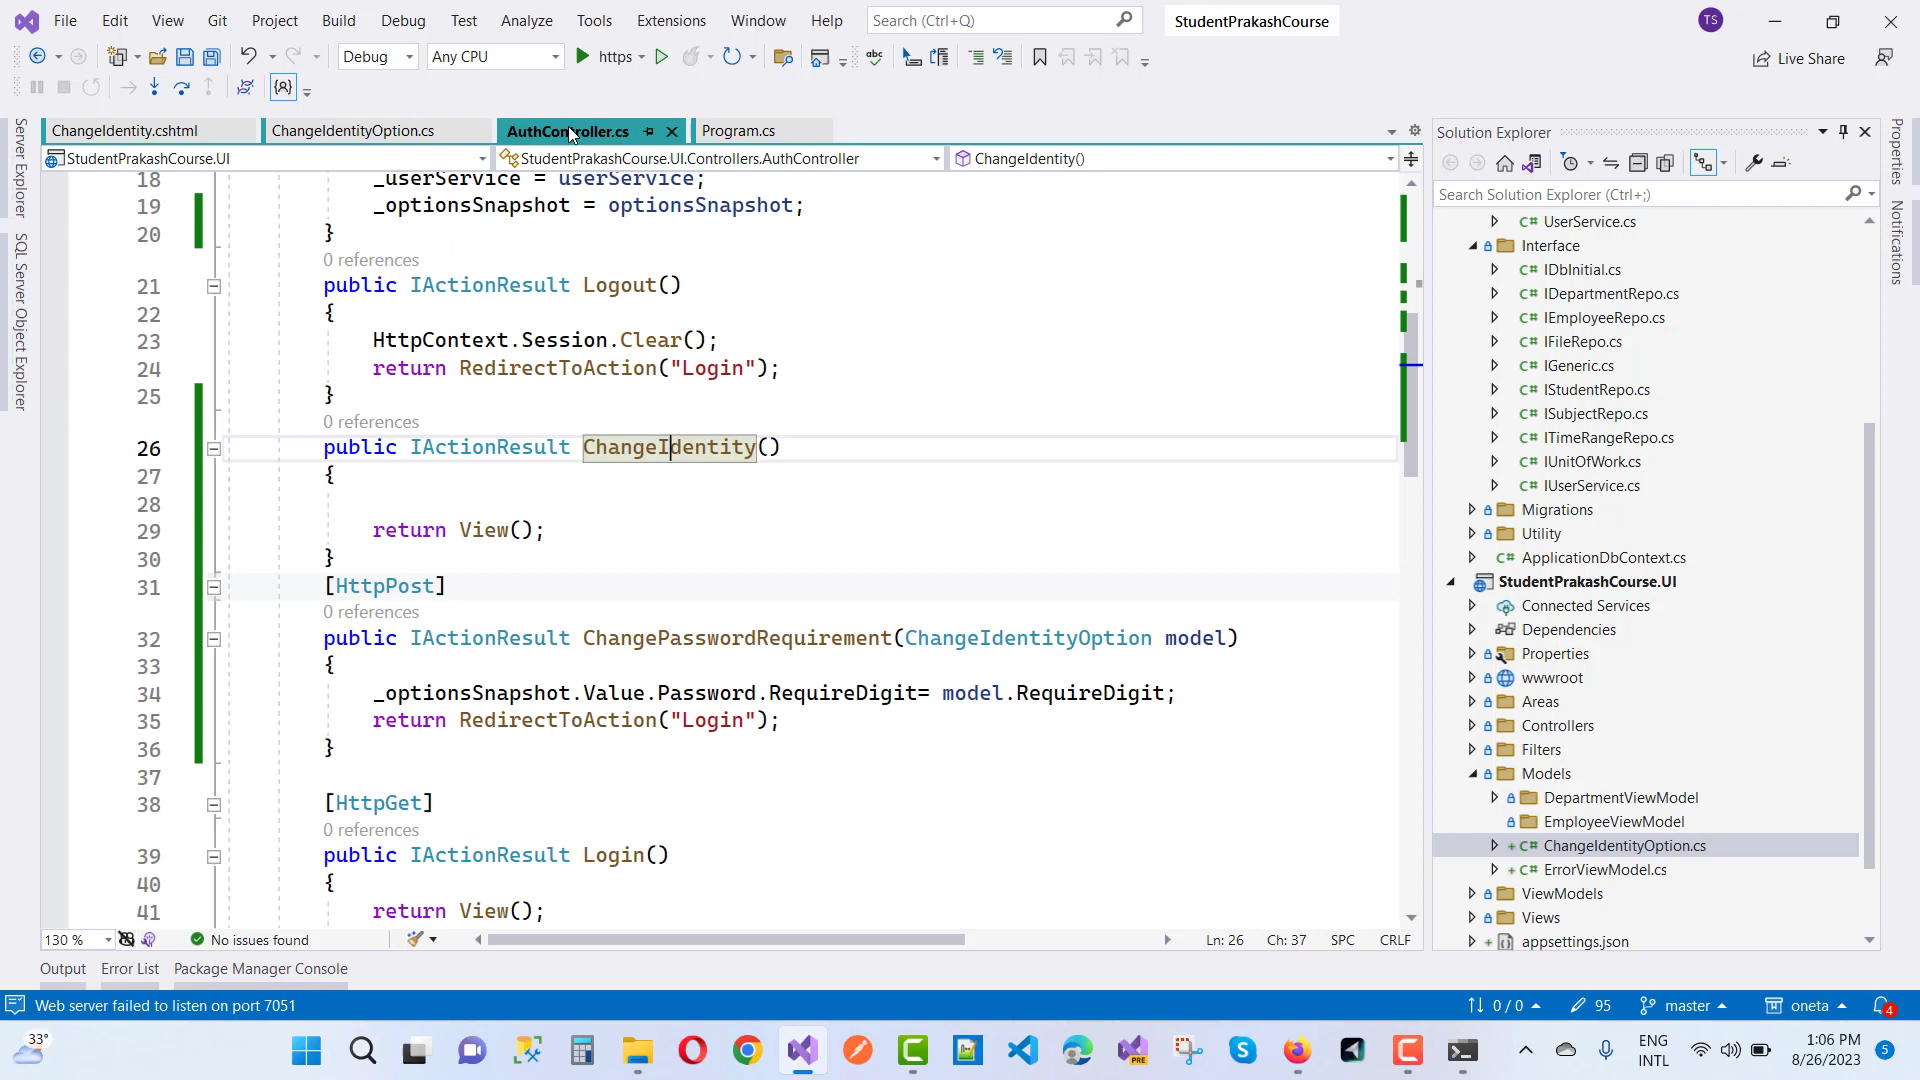 File Edit View Git Project Build Debug Test Analyze Tools Extensions Window Help Search (Ctrl+Q) StudentPrakashCourse TS
Debug Any CPU https Live Share
ChangeIdentity.cshtml ChangeIdentityOption.cs AuthController.cs Program.cs
StudentPrakashCourse.UI StudentPrakashCourse.UI.Controllers.AuthController ChangeIdentity()
Server Explorer
SQL Server Object Explorer
18 _userService = userService;
19 _optionsSnapshot = optionsSnapshot;
20 }
0 references
21 public IActionResult Logout()
22 {
23 HttpContext.Session.Clear();
24 return RedirectToAction("Login");
25 }
0 references
26 public IActionResult ChangeIdentity()
27 {
28
29 return View();
30 }
31 [HttpPost]
0 references
32 public IActionResult ChangePasswordRequirement(ChangeIdentityOption model)
33 {
34 _optionsSnapshot.Value.Password.RequireDigit= model.RequireDigit;
35 return RedirectToAction("Login");
36 }
37
38 [HttpGet]
0 references
39 public IActionResult Login()
40 {
41 return View();
130 % No issues found Ln: 26 Ch: 37 SPC CRLF
Solution Explorer
Search Solution Explorer (Ctrl+;)
C# UserService.cs
Interface
C# IDbInitial.cs
C# IDepartmentRepo.cs
C# IEmployeeRepo.cs
C# IFileRepo.cs
C# IGeneric.cs
C# IStudentRepo.cs
C# ISubjectRepo.cs
C# ITimeRangeRepo.cs
C# IUnitOfWork.cs
C# IUserService.cs
Migrations
Utility
C# ApplicationDbContext.cs
StudentPrakashCourse.UI
Connected Services
Dependencies
Properties
wwwroot
Areas
Controllers
Filters
Models
DepartmentViewModel
EmployeeViewModel
+ C# ChangeIdentityOption.cs
+ C# ErrorViewModel.cs
ViewModels
Views
+ appsettings.json
Properties
Notifications
Output Error List Package Manager Console
Web server failed to listen on port 7051 0 / 0 95 master oneta 4
33° PRE ENG INTL 1:06 PM 8/26/2023 5